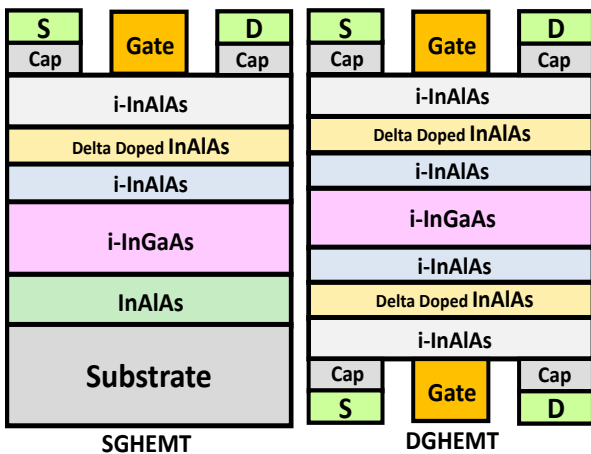 S
Gate
D
Cap
Cap
i-InAlAs
Delta Doped InAlAs
i-InAlAs
i-InGaAs
InAlAs
Substrate
SGHEMT
S
Gate
D
Cap
Cap
i-InAlAs
Delta Doped InAlAs
i-InAlAs
i-InGaAs
i-InAlAs
Delta Doped InAlAs
i-InAlAs
Cap
Gate
Cap
S
D
DGHEMT